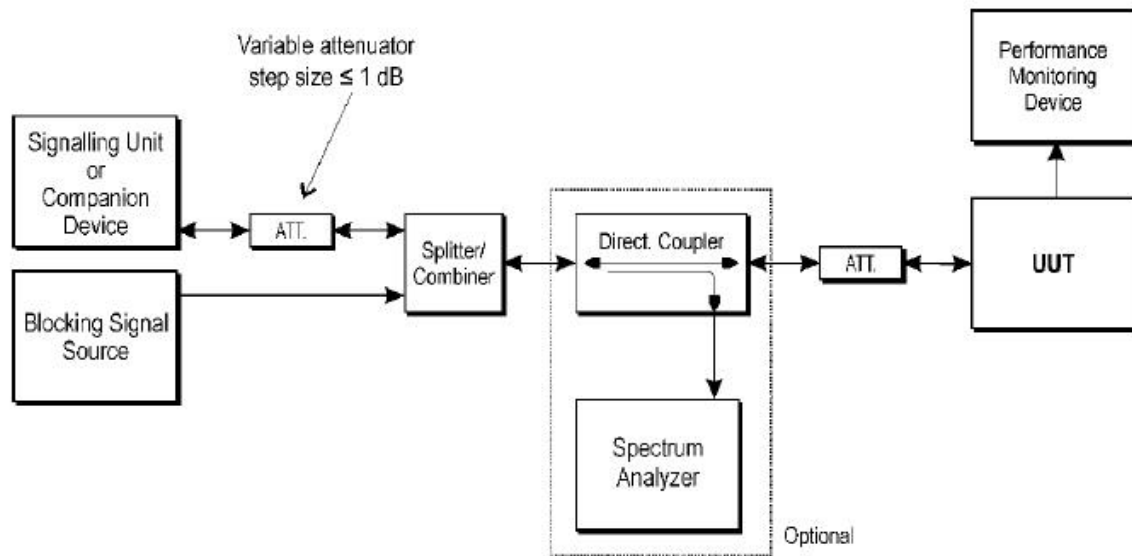 Variable attenuator
step size ≤ 1 dB
Signalling Unit
or
Companion
Device
ATT.
Blocking Signal
Source
Splitter/
Combiner
Direct. Coupler
Spectrum
Analyzer
Optional
ATT.
UUT
Performance
Monitoring
Device